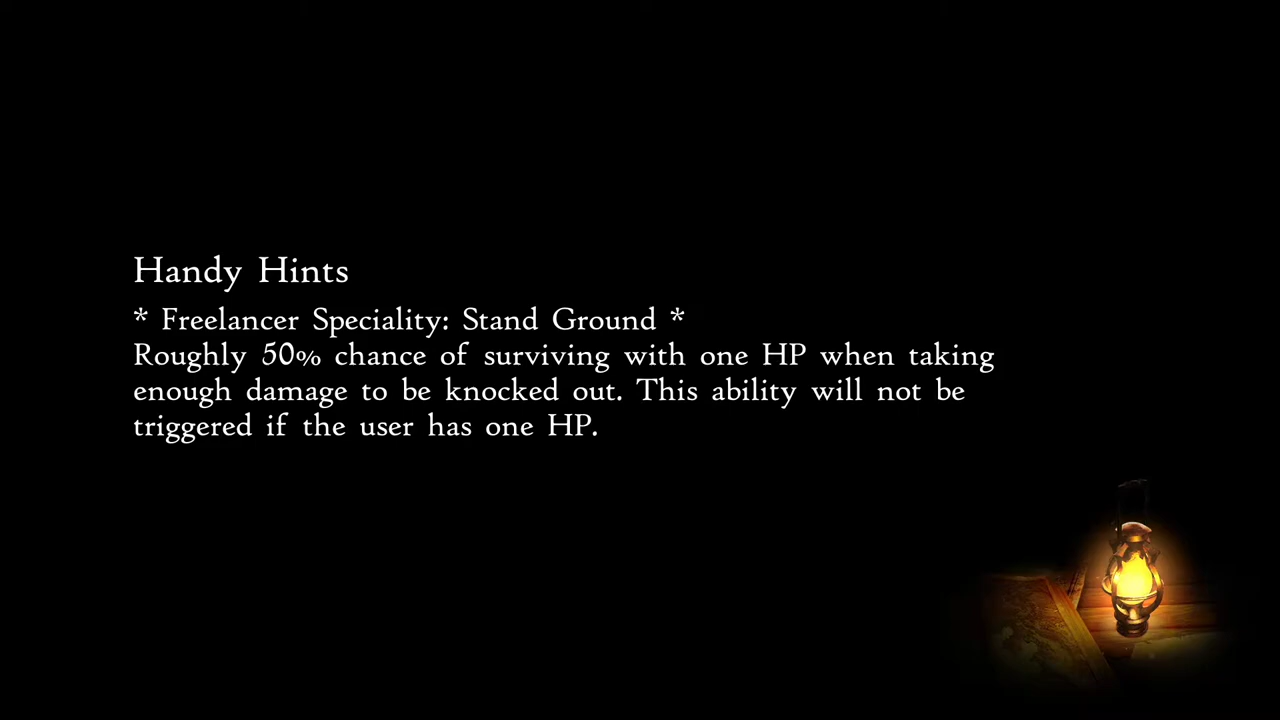 Handy Hints
* Freelancer Speciality: Stand Ground *
Roughly 50% chance of surviving with one HP when taking
enough damage to be knocked out. This ability will not be
triggered if the user has one HP.